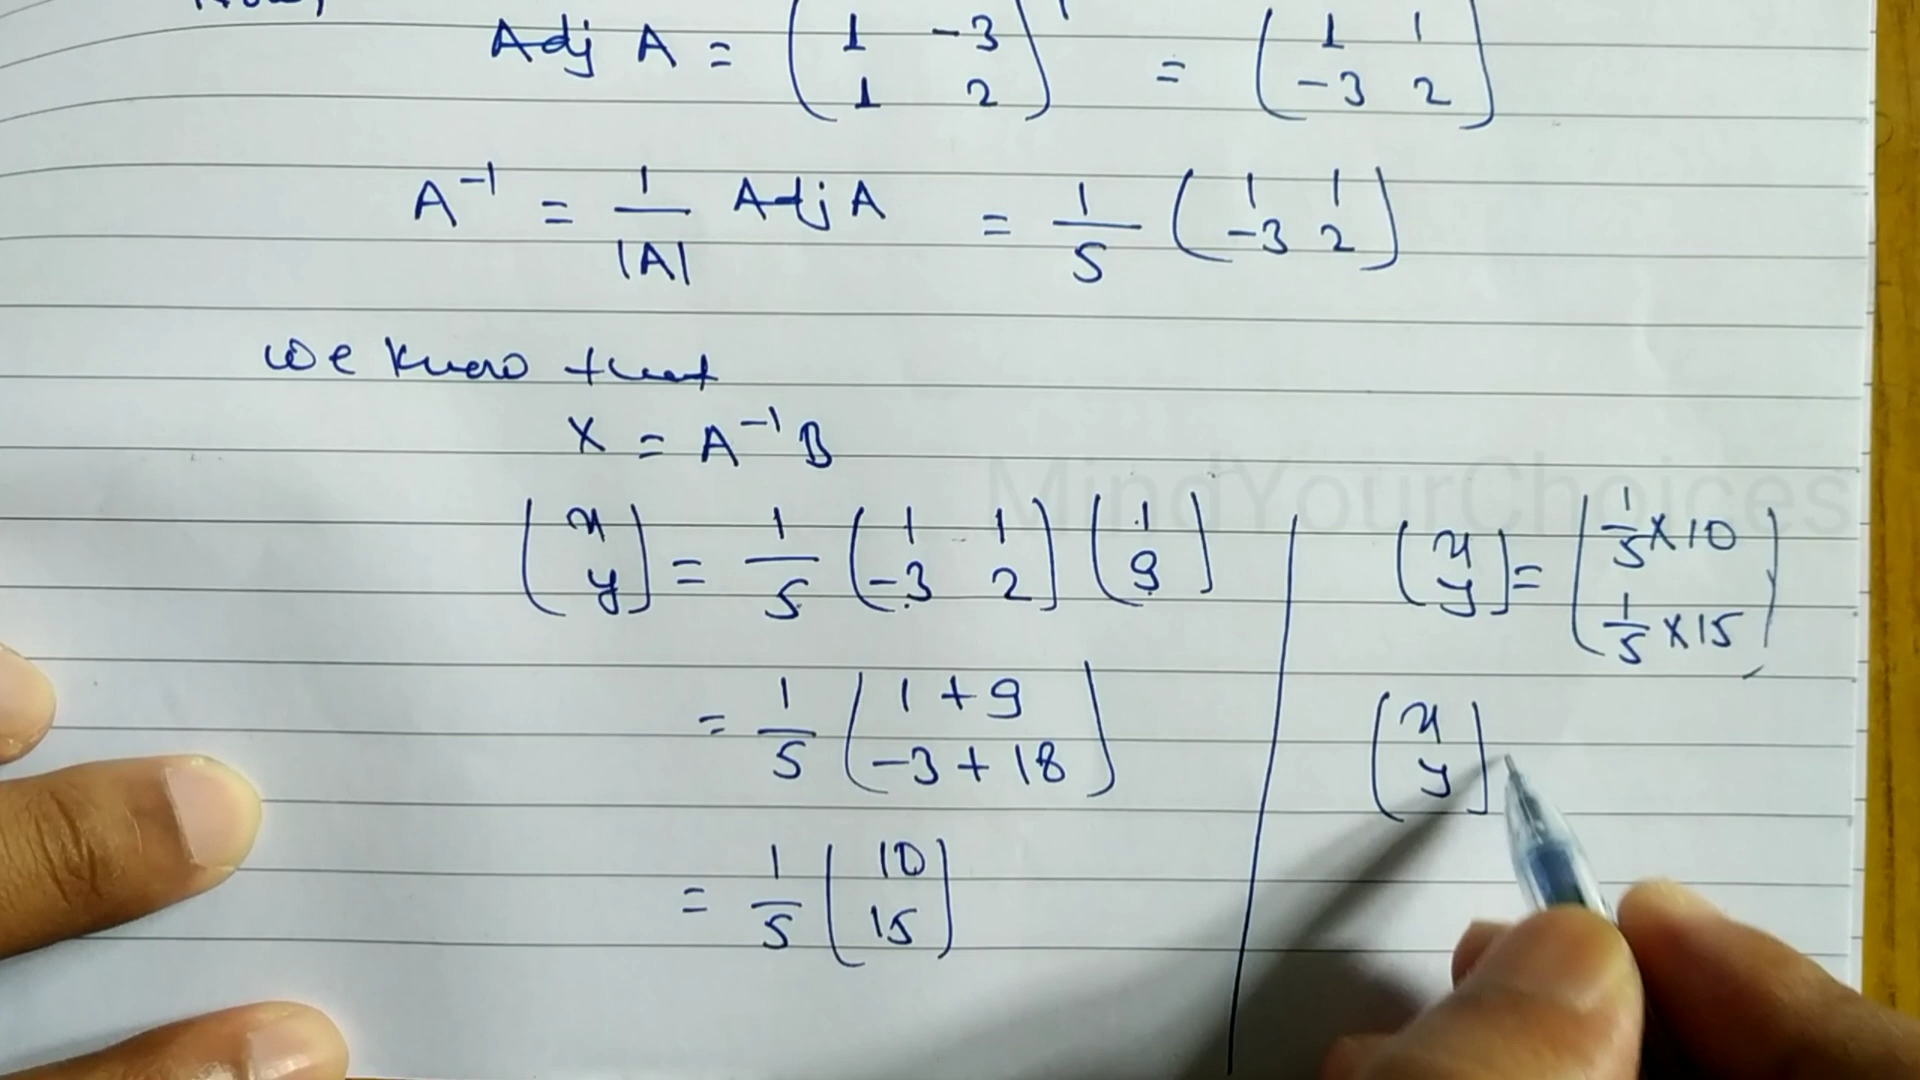 Adj A = ( 1 -3 1 2 ) = ( 1 1 -3 2 )
A⁻¹ = 1/|A| Adj A = 1/5 ( 1 1 -3 2 )
we know that
X = A⁻¹ B
( x y ) = 1/5 ( 1 1 -3 2 ) ( 1 9 )
= 1/5 ( 1 + 9 -3 + 18 )
= 1/5 ( 10 15 )
( x y ) = ( 1/5 × 10 1/5 × 15 )
( x y )
MindYourChoices